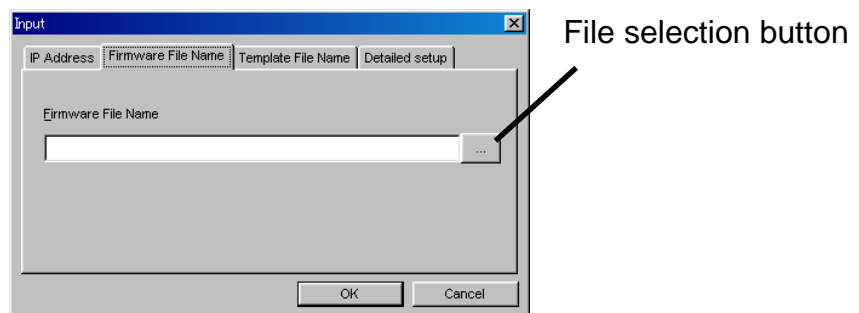 Input
File selection button
IP Address Firmware File Name Template File Name Detailed setup
Firmware File Name
...
OK Cancel